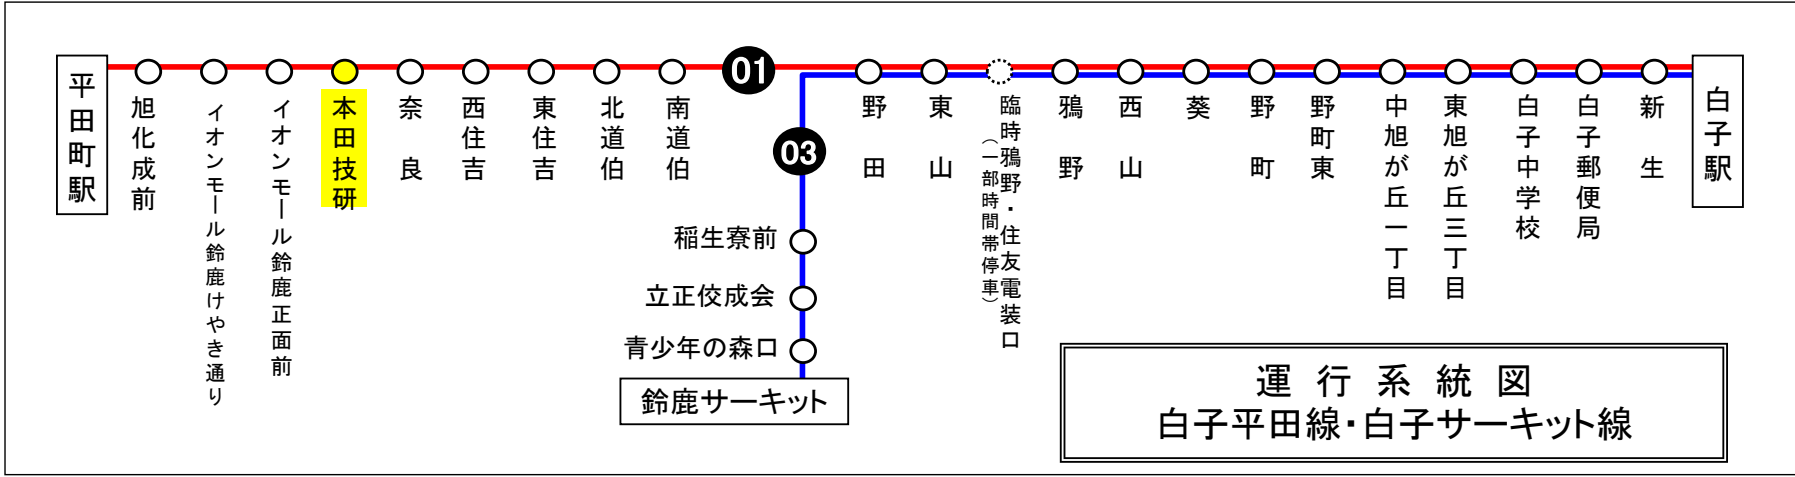 平田町駅
旭化成前
イオンモール鈴鹿けやき通り
イオンモール鈴鹿正面前
本田技研
奈良
西住吉
東住吉
北道伯
南道伯
01
03
野田
東山
臨時鴉野・住友電装口
（一部時間帯停車）
鴉野
西山
葵
野町
野町東
中旭が丘一丁目
東旭が丘三丁目
白子中学校
白子郵便局
新生
白子駅
稲生寮前
立正佼成会
青少年の森口
鈴鹿サーキット
運行系統図
白子平田線・白子サーキット線